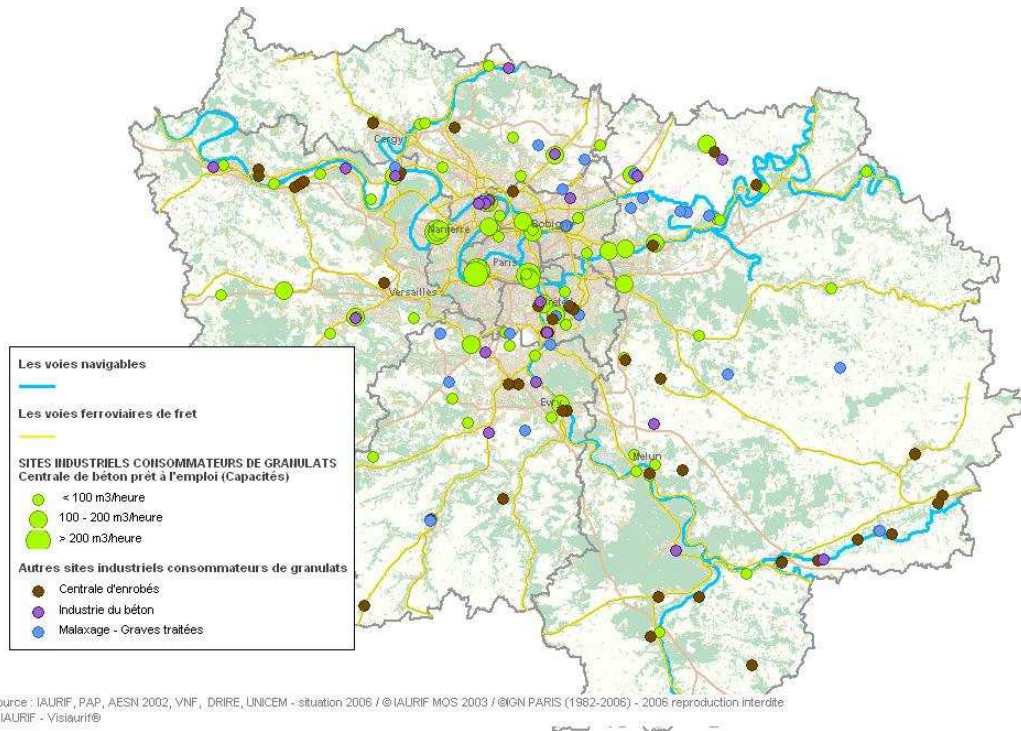 Cergy
Nanterre
Bobigny
Paris
Versailles
Créteil
Evry
Melun
Les voies navigables
Les voies ferroviaires de fret
SITES INDUSTRIELS CONSOMMATEURS DE GRANULATS
Centrale de béton prêt à l'emploi (Capacités)
< 100 m3/heure
100 - 200 m3/heure
> 200 m3/heure
Autres sites industriels consommateurs de granulats
Centrale d'enrobés
Industrie du béton
Malaxage - Graves traitées
ource : IAURIF, PAP, AESN 2002, VNF, DRIRE, UNICEM - situation 2006 / © IAURIF MOS 2003 / @IGN PARIS (1982-2006) - 2006 reproduction interdite
IAURIF - Visiaurif®